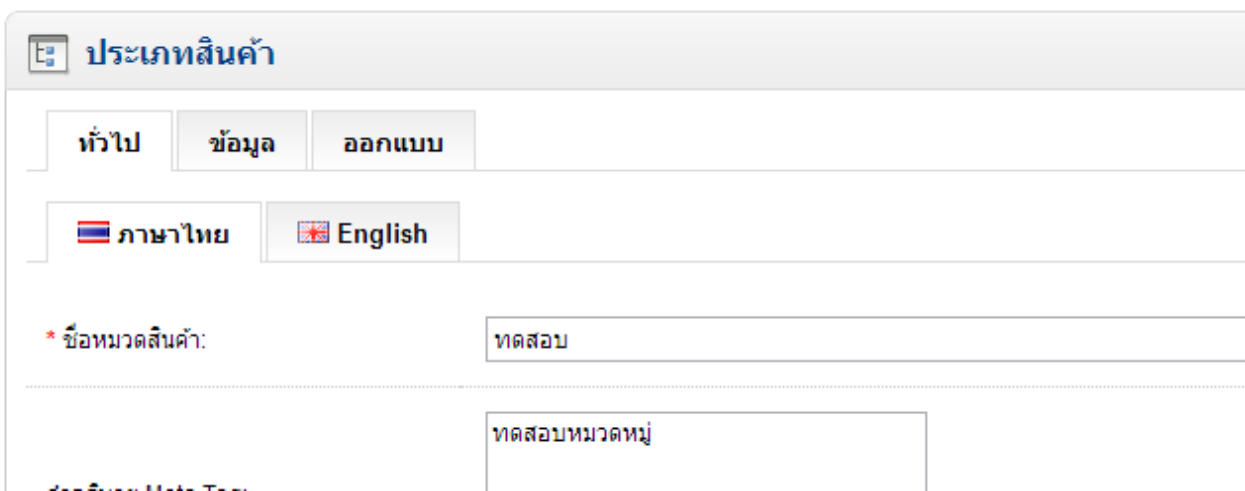 ประเภทสินค้า
ทั่วไป ข้อมูล ออกแบบ
ภาษาไทย English
* ชื่อหมวดสินค้า: ทดสอบ
ทดสอบหมวดหมู่
Meta Tag: